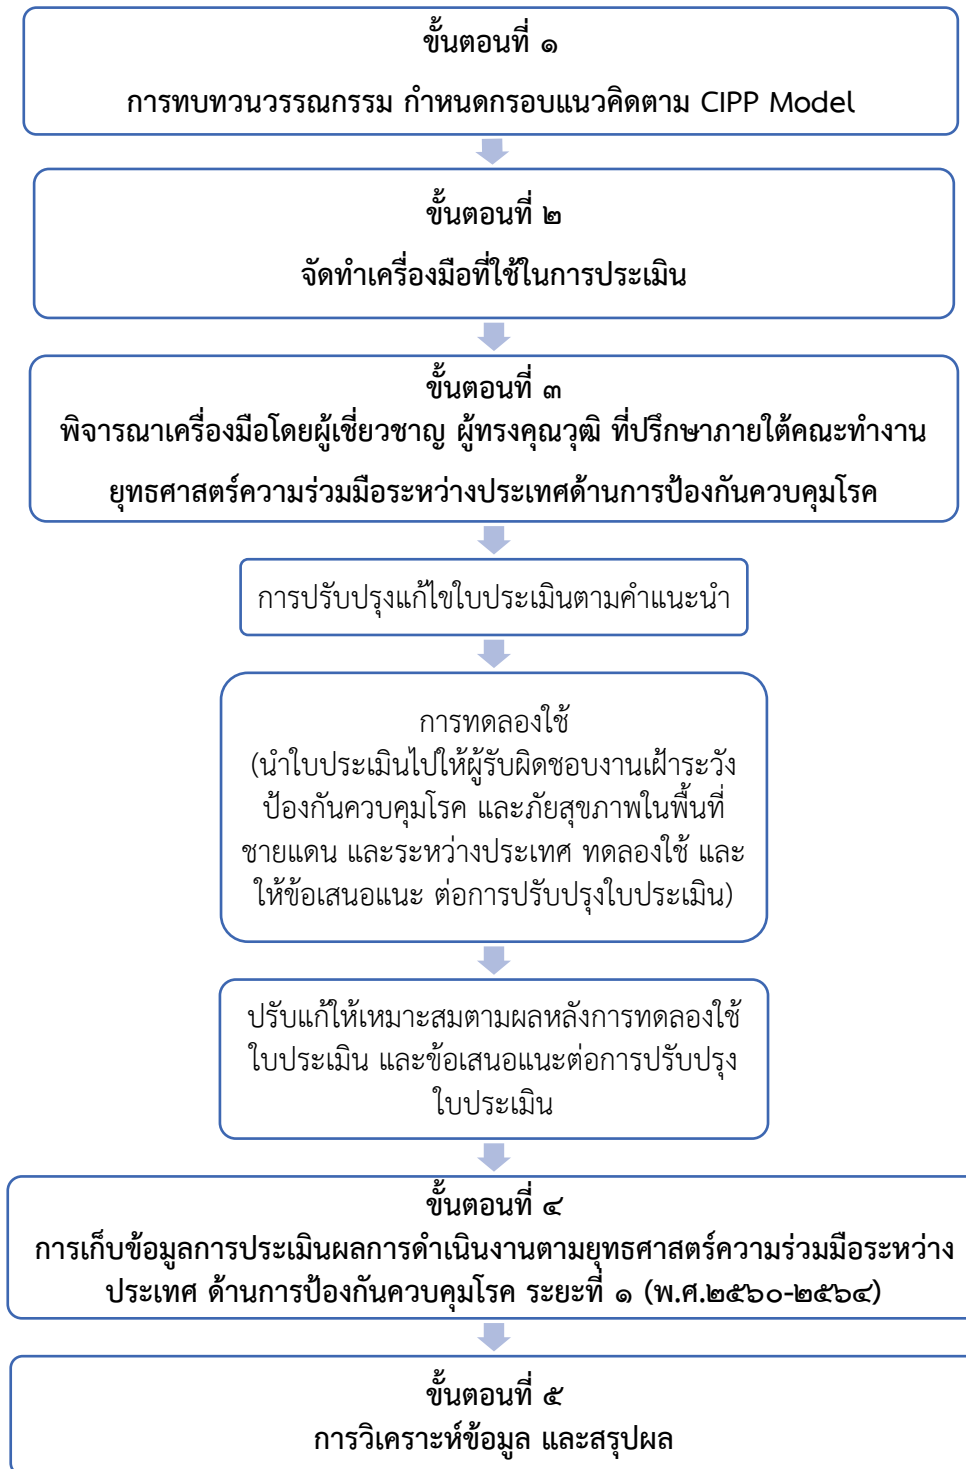 ขั้นตอนที่ ๑
การทบทวนวรรณกรรม กำหนดกรอบแนวคิดตาม CIPP Model
ขั้นตอนที่ ๒
จัดทำเครื่องมือที่ใช้ในการประเมิน
ขั้นตอนที่ ๓
พิจารณาเครื่องมือโดยผู้เชี่ยวชาญ ผู้ทรงคุณวุฒิ ที่ปรึกษาภายใต้คณะทำงาน
ยุทธศาสตร์ความร่วมมือระหว่างประเทศด้านการป้องกันควบคุมโรค
การปรับปรุงแก้ไขใบประเมินตามคำแนะนำ
การทดลองใช้
(นำใบประเมินไปให้ผู้รับผิดชอบงานเฝ้าระวัง
ป้องกันควบคุมโรค และภัยสุขภาพในพื้นที่
ชายแดน และระหว่างประเทศ ทดลองใช้ และ
ให้ข้อเสนอแนะ ต่อการปรับปรุงใบประเมิน)
ปรับแก้ให้เหมาะสมตามผลหลังการทดลองใช้
ใบประเมิน และข้อเสนอแนะต่อการปรับปรุง
ใบประเมิน
ขั้นตอนที่ ๔
การเก็บข้อมูลการประเมินผลการดำเนินงานตามยุทธศาสตร์ความร่วมมือระหว่าง
ประเทศ ด้านการป้องกันควบคุมโรค ระยะที่ ๑ (พ.ศ.๒๕๖๐-๒๕๖๔)
ขั้นตอนที่ ๕
การวิเคราะห์ข้อมูล และสรุปผล